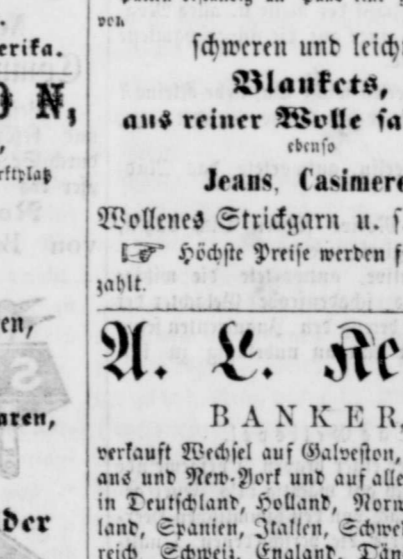 erika.
N,
rktplatz
en,
aren,
der
von
schweren und leich
Blankets,
aus reiner Wolle fa
ebenso
Jeans, Casimere
Wollenes Strickgarn u. s
☞ Höchste Preise werden f
zahlt.
A. L. Ke
BANKER,
verkauft Wechsel auf Galveston,
ans und New-York und auf alle
in Deutschland, Holland, Norw
land, Spanien, Italien, Schwe
reich, Schweiz, England, Dän